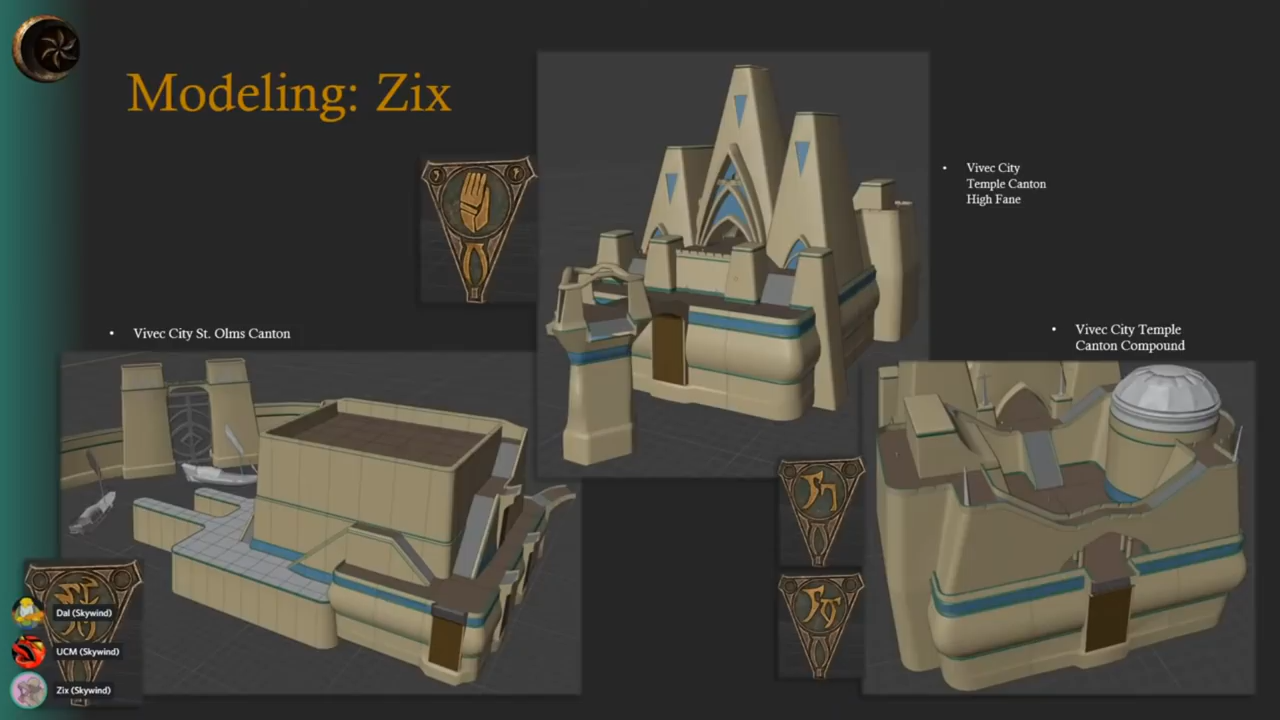 Modeling: Zix
• Vivec City
Temple Canton
High Fane
• Vivec City St. Olms Canton
• Vivec City Temple
Canton Compound
Dal (Skywind)
UCM (Skywind)
Zix (Skywind)